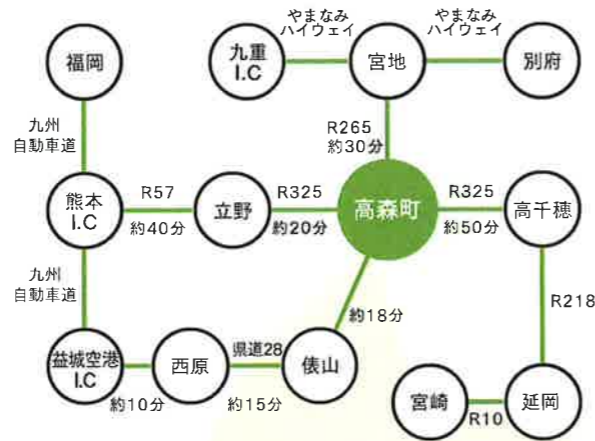 やまなみ
ハイウェイ
やまなみ
ハイウェイ
福岡
九重
I.C
宮地
別府
九州
自動車道
R265
約30分
熊本
I.C
R57
約40分
立野
R325
約20分
高森町
R325
約50分
高千穂
九州
自動車道
約18分
R218
益城空港
I.C
約10分
西原
県道28
約15分
俵山
宮崎
R10
延岡